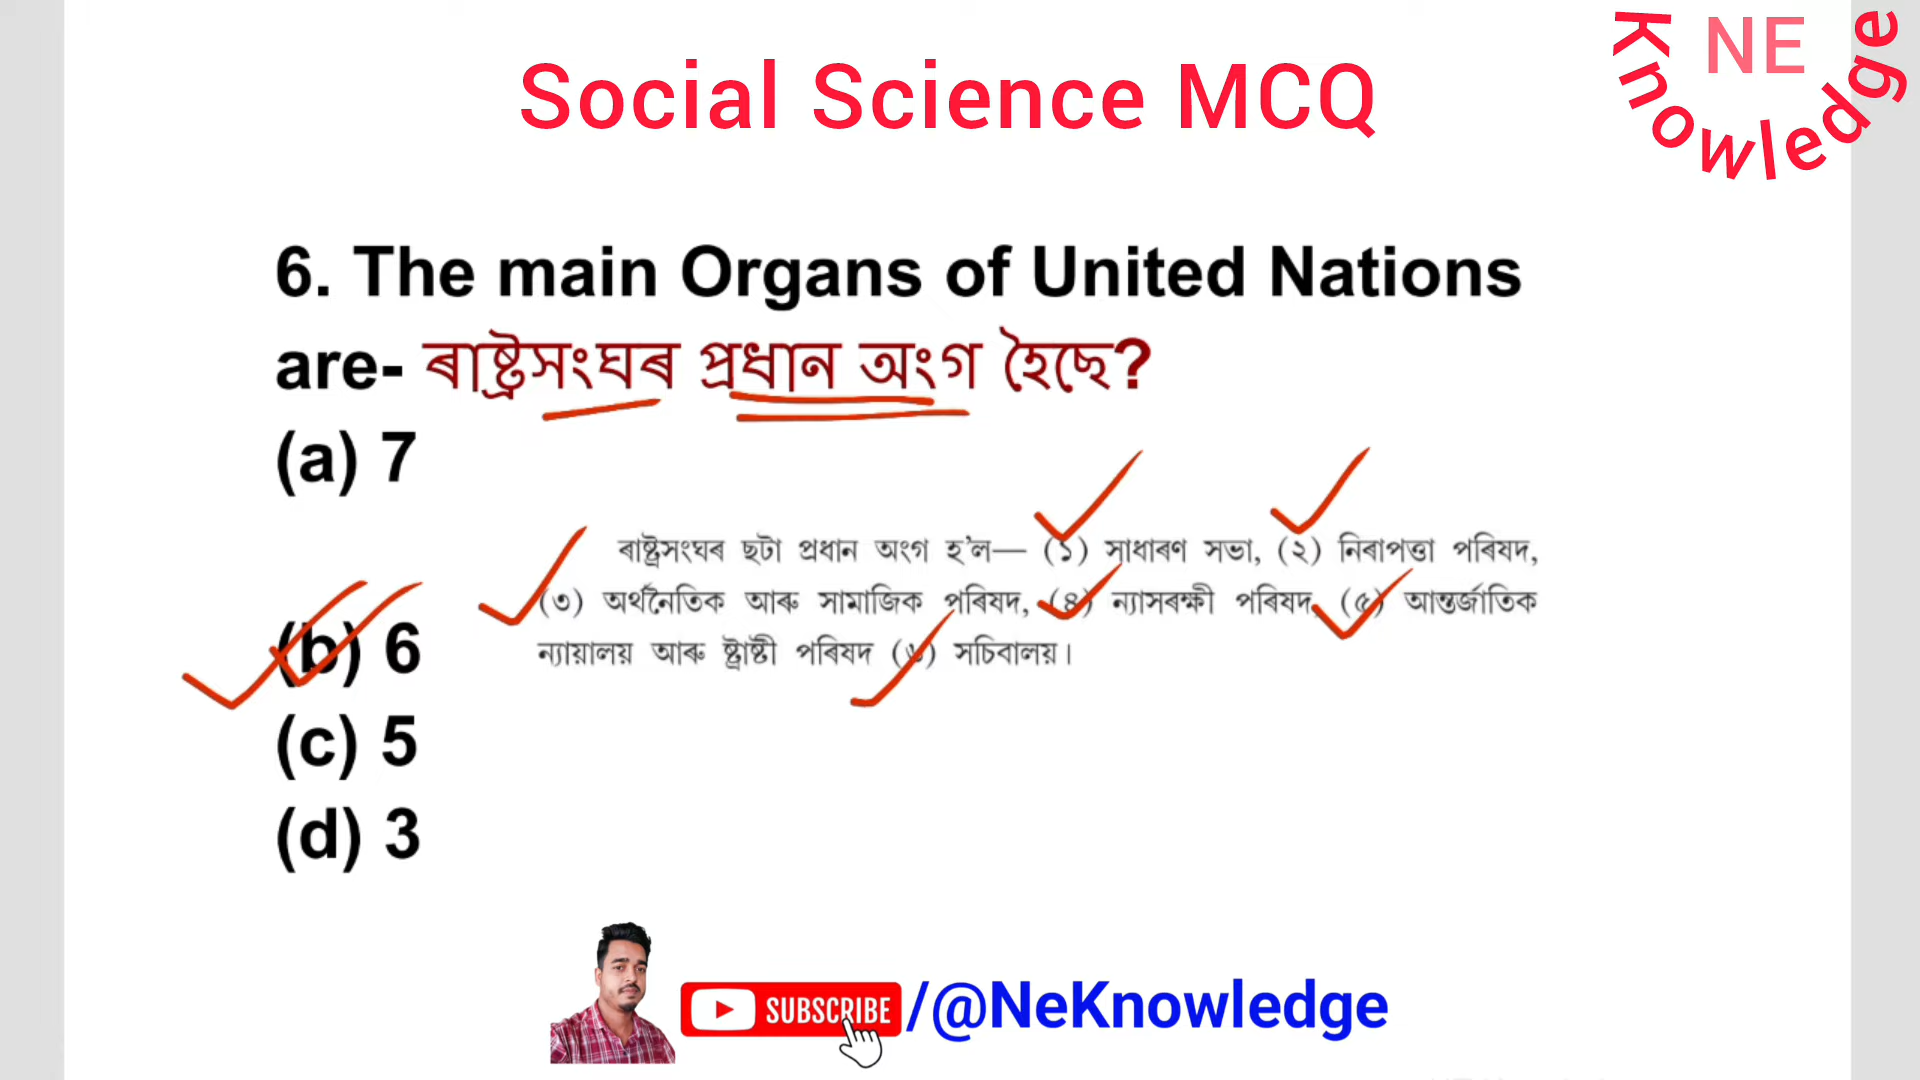 Social Science MCQ
NE
Knowledge
6. The main Organs of United Nations
are- ৰাষ্ট্ৰসংঘৰ প্ৰধান অংগ হৈছে?
(a) 7
ৰাষ্ট্ৰসংঘৰ ছটা প্ৰধান অংগ হ'ল— (১) সাধাৰণ সভা, (২) নিৰাপত্তা পৰিষদ,
(৩) অৰ্থনৈতিক আৰু সামাজিক পৰিষদ, (৪) ন্যাসৰক্ষী পৰিষদ, (৫) আন্তৰ্জাতিক
ন্যায়ালয় আৰু ষ্ট্ৰাষ্টী পৰিষদ (৬) সচিবালয়।
(b) 6
(c) 5
(d) 3
SUBSCRIBE /@NeKnowledge